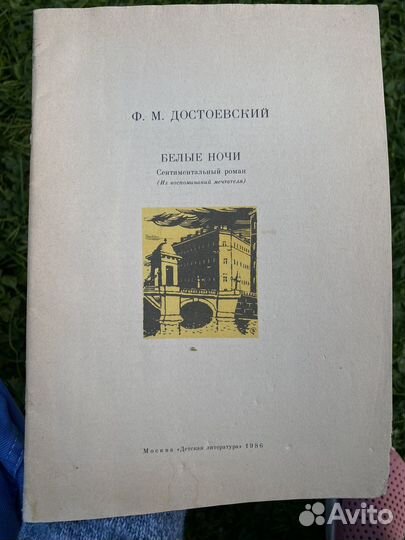 Ф. М. ДОСТОЕВСКИЙ
БЕЛЫЕ НОЧИ
Сентиментальный роман
(Из воспоминаний мечтателя)
Москва «Детская литература» 1986
Avito